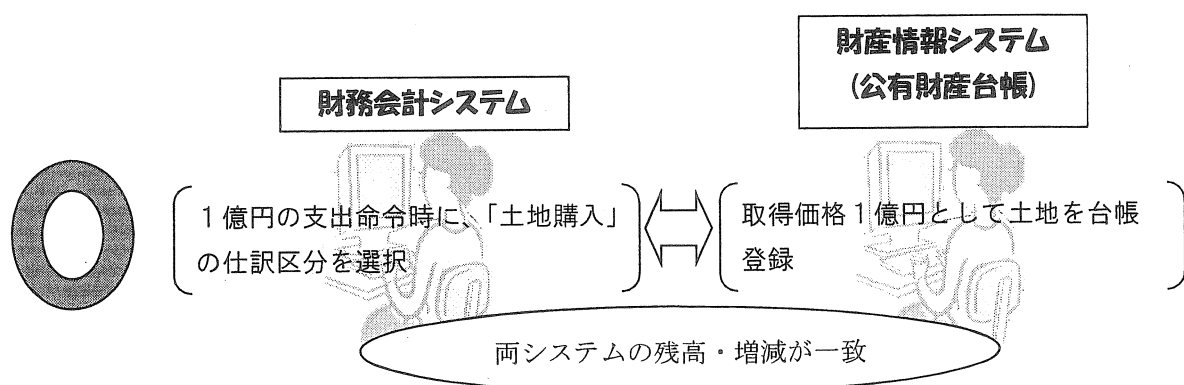 財産情報システム
(公有財産台帳)
財務会計システム
1億円の支出命令時に、「土地購入」
の仕訳区分を選択
取得価格1億円として土地を台帳
登録
両システムの残高・増減が一致